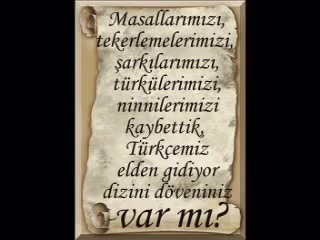 Masallarımızı,
tekerlemelerimizi,
şarkılarımızı,
türkülerimizi,
ninnilerimizi
kaybettik,
Türkçemiz
elden gidiyor
dizini döveniniz
var mı?